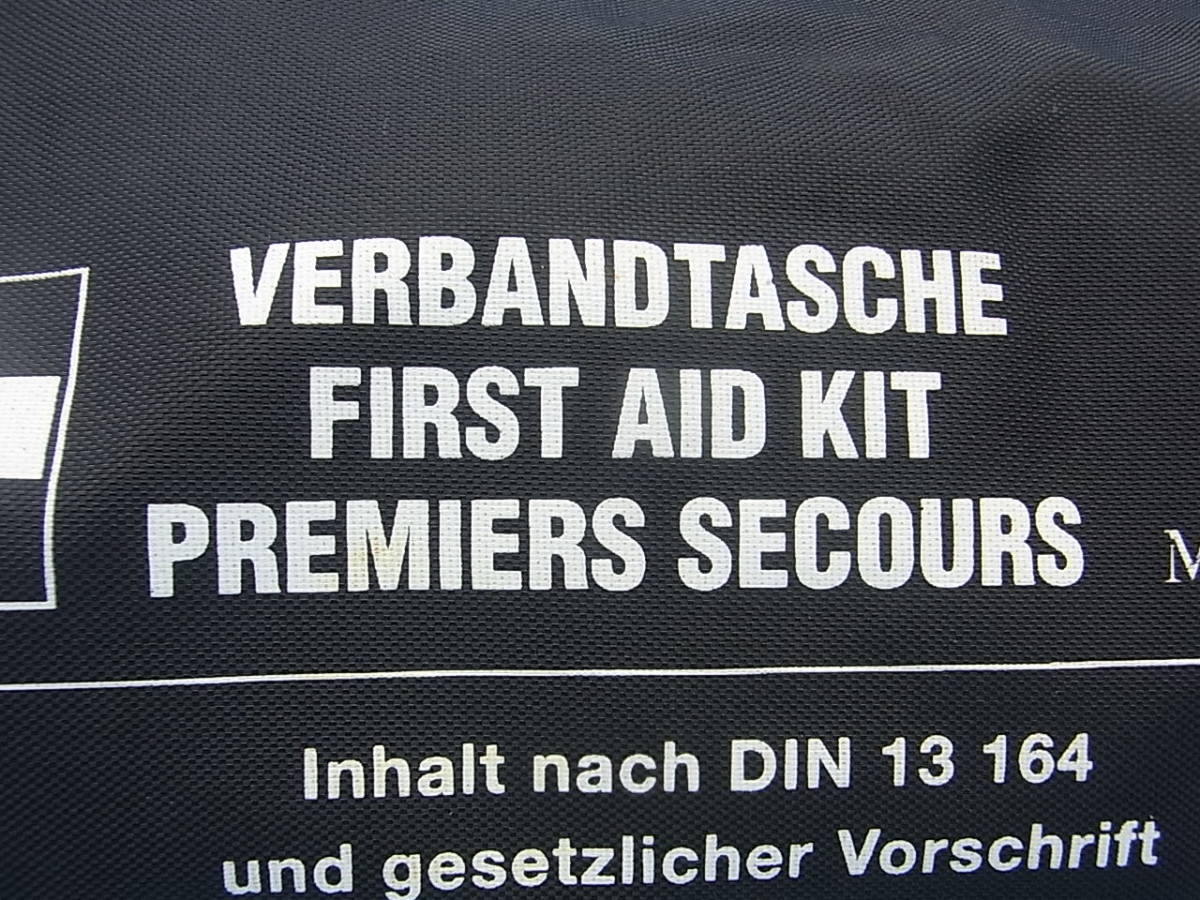 VERBANDTASCHE
FIRST AID KIT
PREMIERS SECOURS
Inhalt nach DIN 13 164
und gesetzlicher Vorschrift